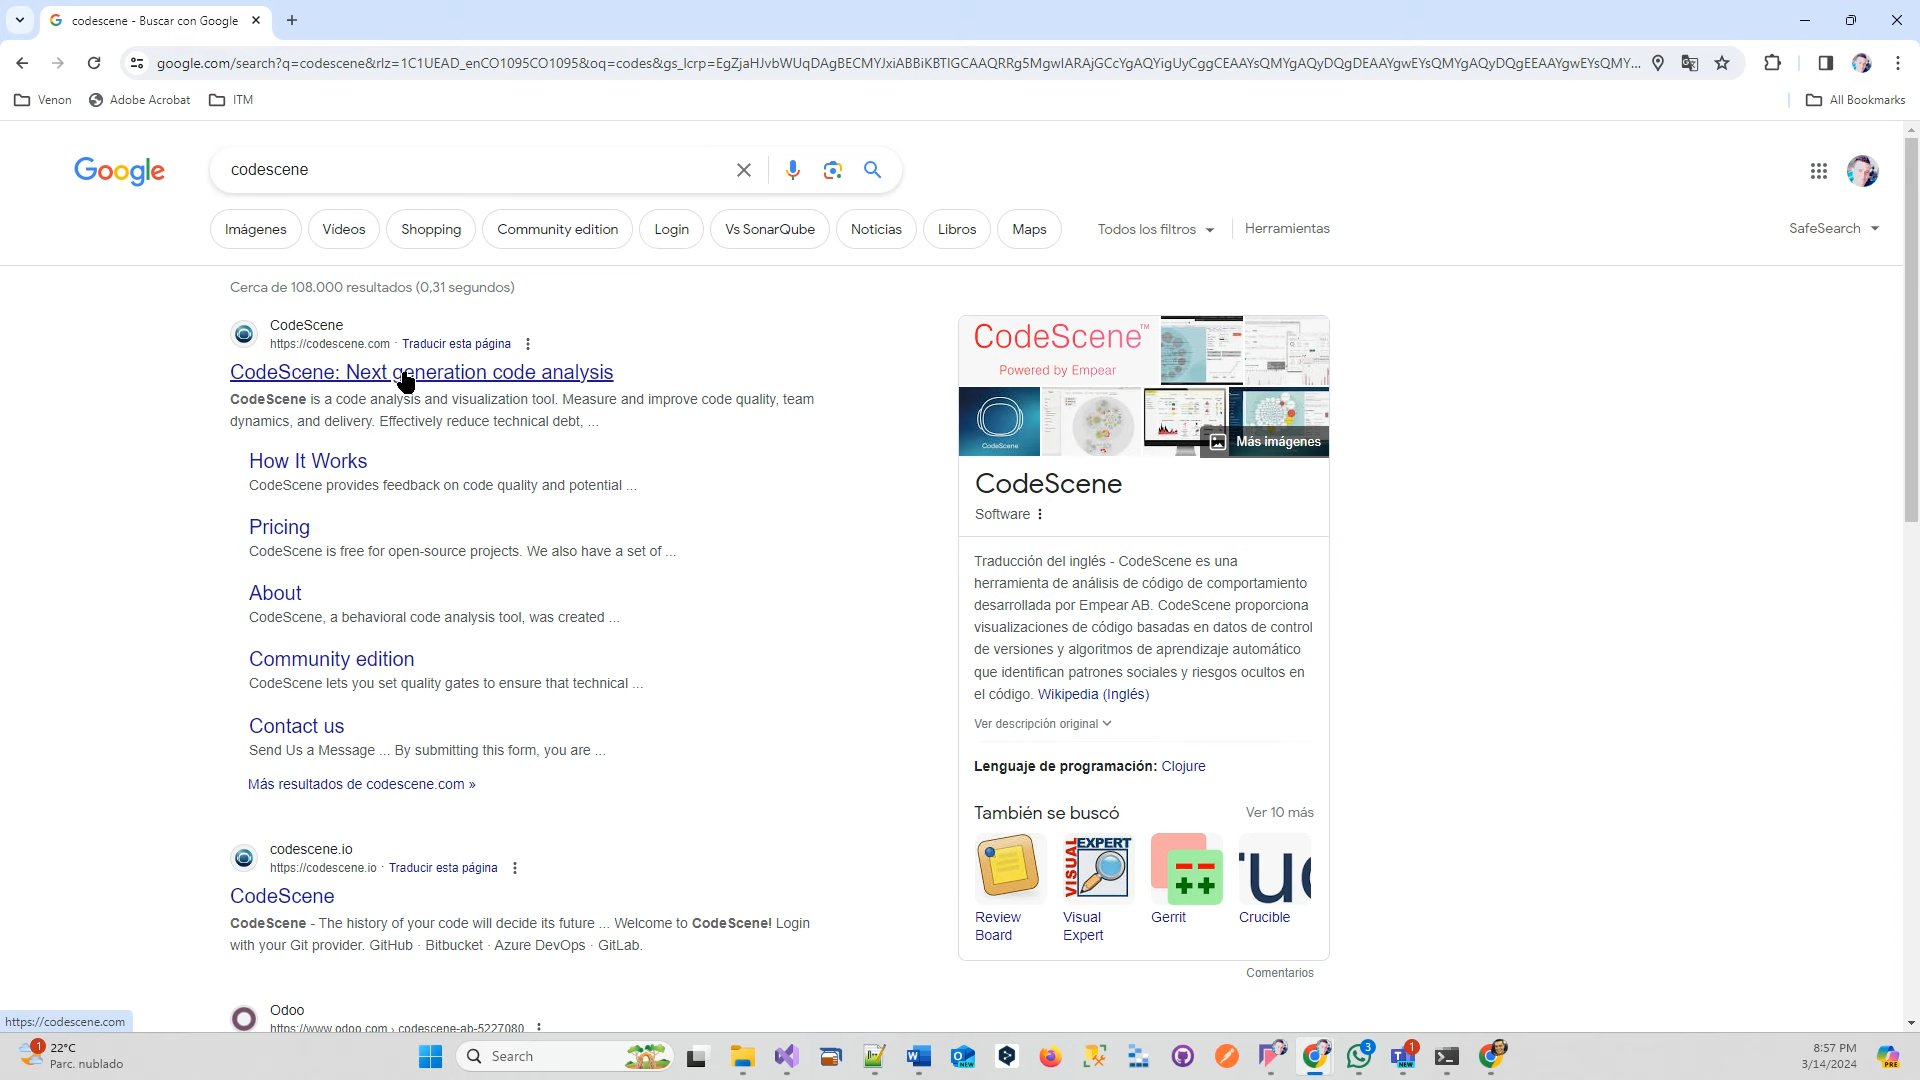 codescene - Buscar con Google
google.com/search?q=codescene&rlz=1C1UEAD_enCO1095CO1095&oq=codes&gs_lcrp=EgZjaHJvbWUqDAgBECMYJxiABBiKBTIGCAAQRRg5MgwIARAjGCcYgAQYigUyCggCEAAYsQMYgAQyDQgDEAAYgwEYsQMYgAQyDQgEEAAYgwEYsQMY...
Venon
Adobe Acrobat
ITM
All Bookmarks
Google
codescene
Imágenes
Vídeos
Shopping
Community edition
Login
Vs SonarQube
Noticias
Libros
Maps
Todos los filtros
Herramientas
SafeSearch
Cerca de 108.000 resultados (0,31 segundos)
CodeScene
https://codescene.com · Traducir esta página
CodeScene: Next generation code analysis
CodeScene is a code analysis and visualization tool. Measure and improve code quality, team
dynamics, and delivery. Effectively reduce technical debt, ...
How It Works
CodeScene provides feedback on code quality and potential ...
Pricing
CodeScene is free for open-source projects. We also have a set of ...
About
CodeScene, a behavioral code analysis tool, was created ...
Community edition
CodeScene lets you set quality gates to ensure that technical ...
Contact us
Send Us a Message ... By submitting this form, you are ...
Más resultados de codescene.com »
codescene.io
https://codescene.io · Traducir esta página
CodeScene
CodeScene - The history of your code will decide its future ... Welcome to CodeScene! Login
with your Git provider. GitHub · Bitbucket · Azure DevOps · GitLab.
Odoo
https://www.odoo.com › codescene-ab-5227080
https://codescene.com
CodeScene™
Powered by Empear
CodeScene
Más imágenes
CodeScene
Software
Traducción del inglés - CodeScene es una
herramienta de análisis de código de comportamiento
desarrollada por Empear AB. CodeScene proporciona
visualizaciones de código basadas en datos de control
de versiones y algoritmos de aprendizaje automático
que identifican patrones sociales y riesgos ocultos en
el código. Wikipedia (Inglés)
Ver descripción original
Lenguaje de programación: Clojure
También se buscó
Ver 10 más
VISUAL
EXPERT
Review
Board
Visual
Expert
Gerrit
Crucible
Comentarios
1
22°C
Parc. nublado
Search
NEW
3
1
NEW
8:57 PM
3/14/2024
PRE